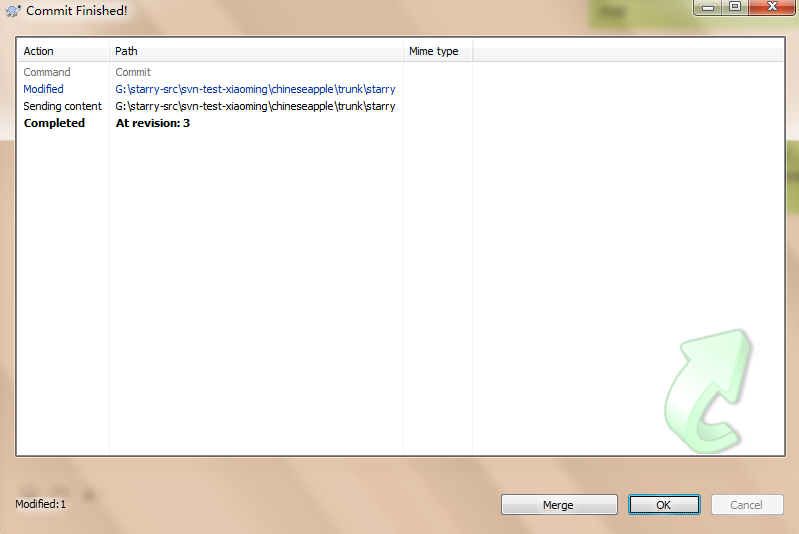 Commit Finished!
Action Path Mime type
Command Commit
Modified G:\starry-src\svn-test-xiaoming\chineseapple\trunk\starry
Sending content G:\starry-src\svn-test-xiaoming\chineseapple\trunk\starry
Completed At revision: 3
Modified:1
Merge OK Cancel